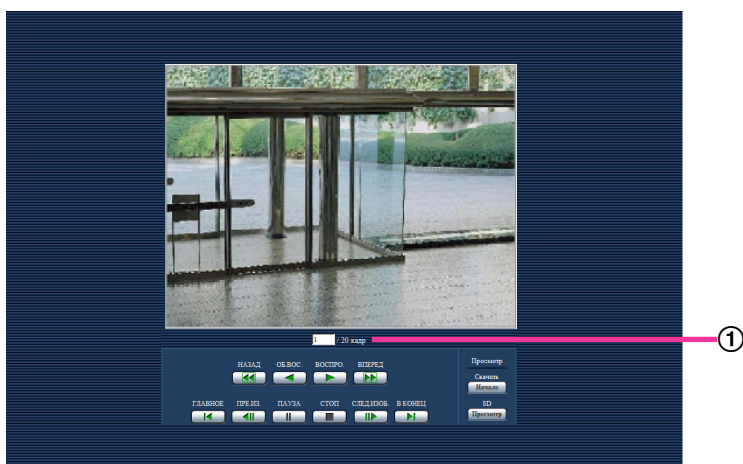 1 / 20 кадр
①
НАЗАД ОБ.ВОС. ВОСПРО. ВПЕРЕД
Просмотр
Скачать
Начало
ГЛАВНОЕ ПРЕ.ИЗ. ПАУЗА СТОП СЛЕД.ИЗОБ. В КОНЕЦ
SD
Просмотр